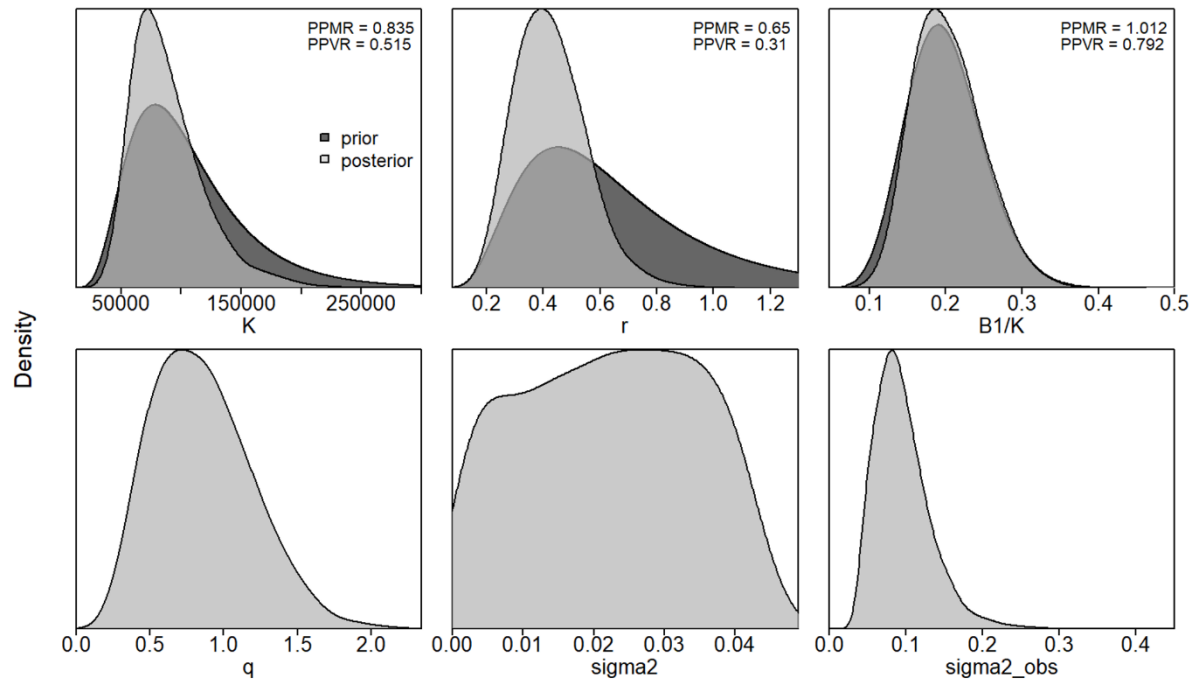 PPMR = 0.835
PPVR = 0.515
prior
posterior
50000 150000 250000
K
PPMR = 0.65
PPVR = 0.31
0.2 0.4 0.6 0.8 1.0 1.2
r
PPMR = 1.012
PPVR = 0.792
0.1 0.2 0.3 0.4 0.5
B1/K
Density
0.0 0.5 1.0 1.5 2.0
q
0.00 0.01 0.02 0.03 0.04
sigma2
0.0 0.1 0.2 0.3 0.4
sigma2_obs